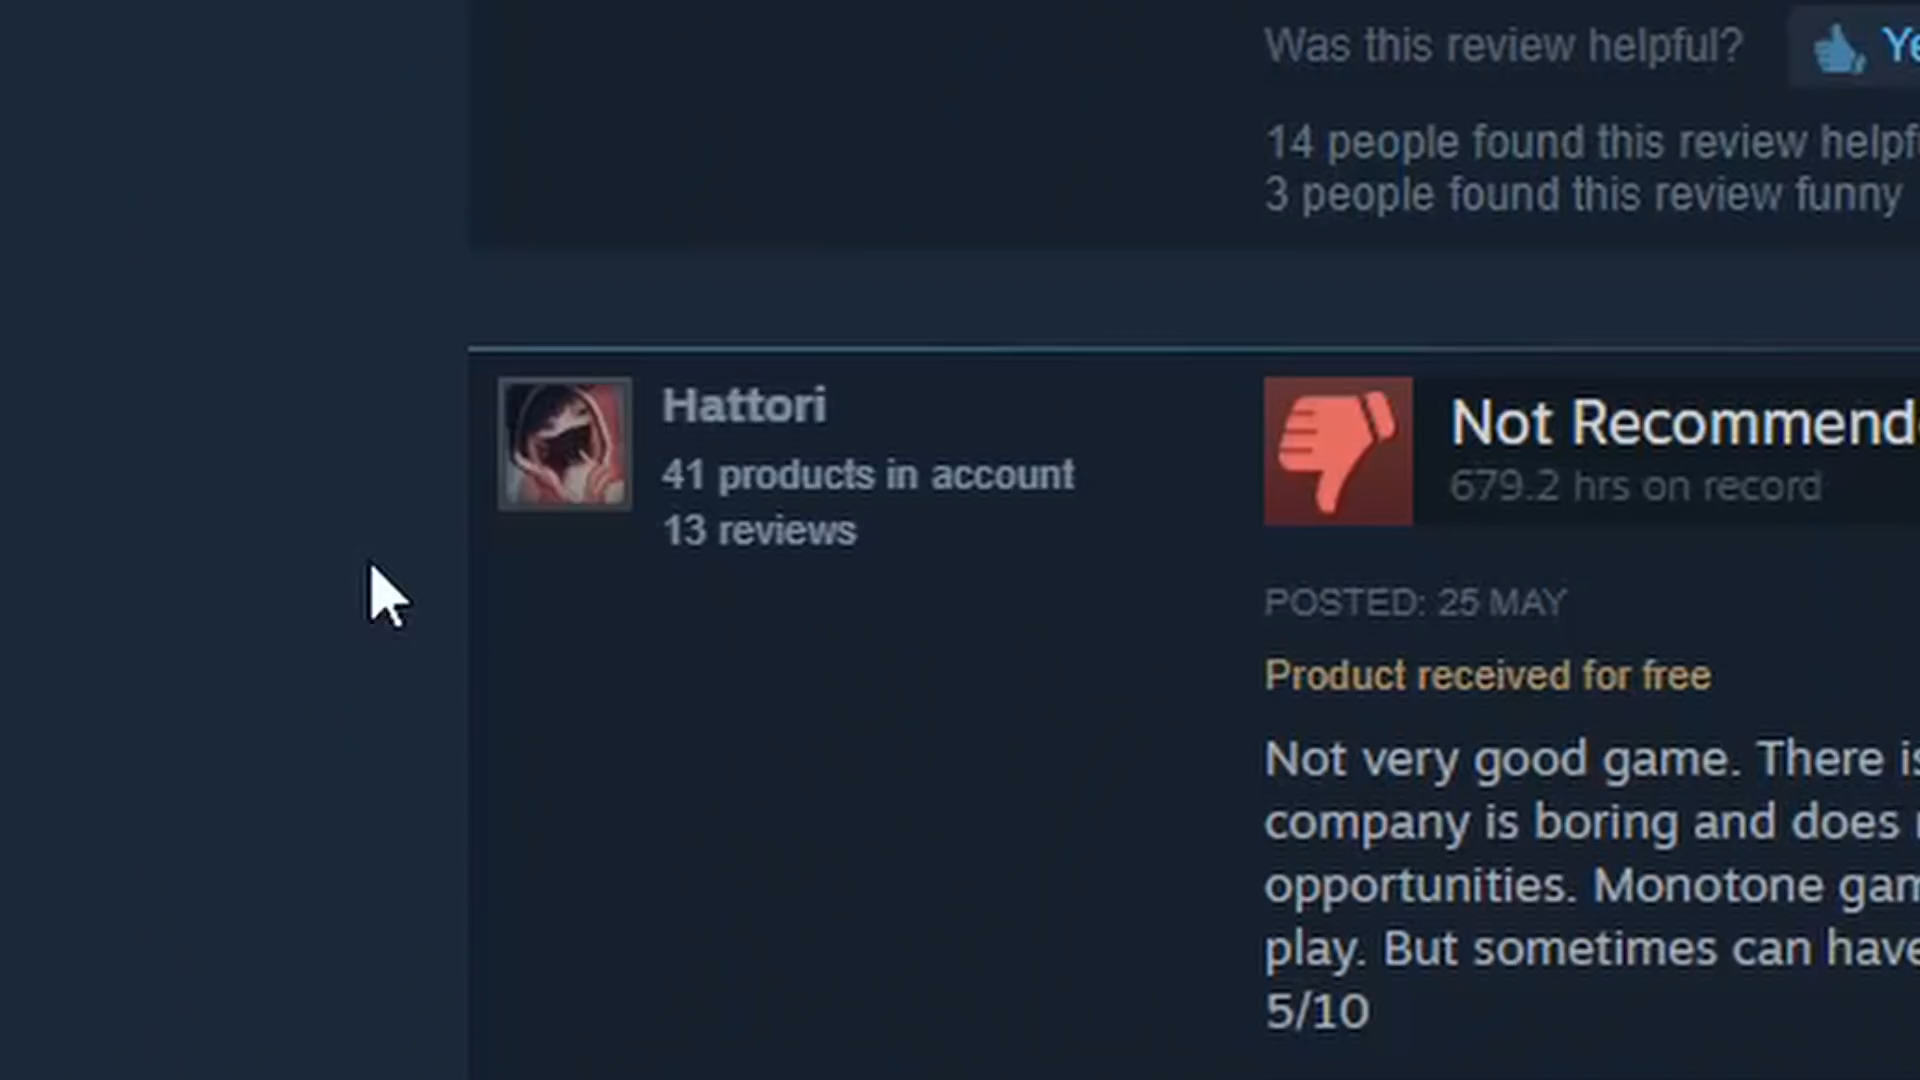 Was this review helpful? Ye
14 people found this review helpf
3 people found this review funny
Hattori
41 products in account
13 reviews
Not Recommend
679.2 hrs on record
POSTED: 25 MAY
Product received for free
Not very good game. There is
company is boring and does
opportunities. Monotone gam
play. But sometimes can have
5/10